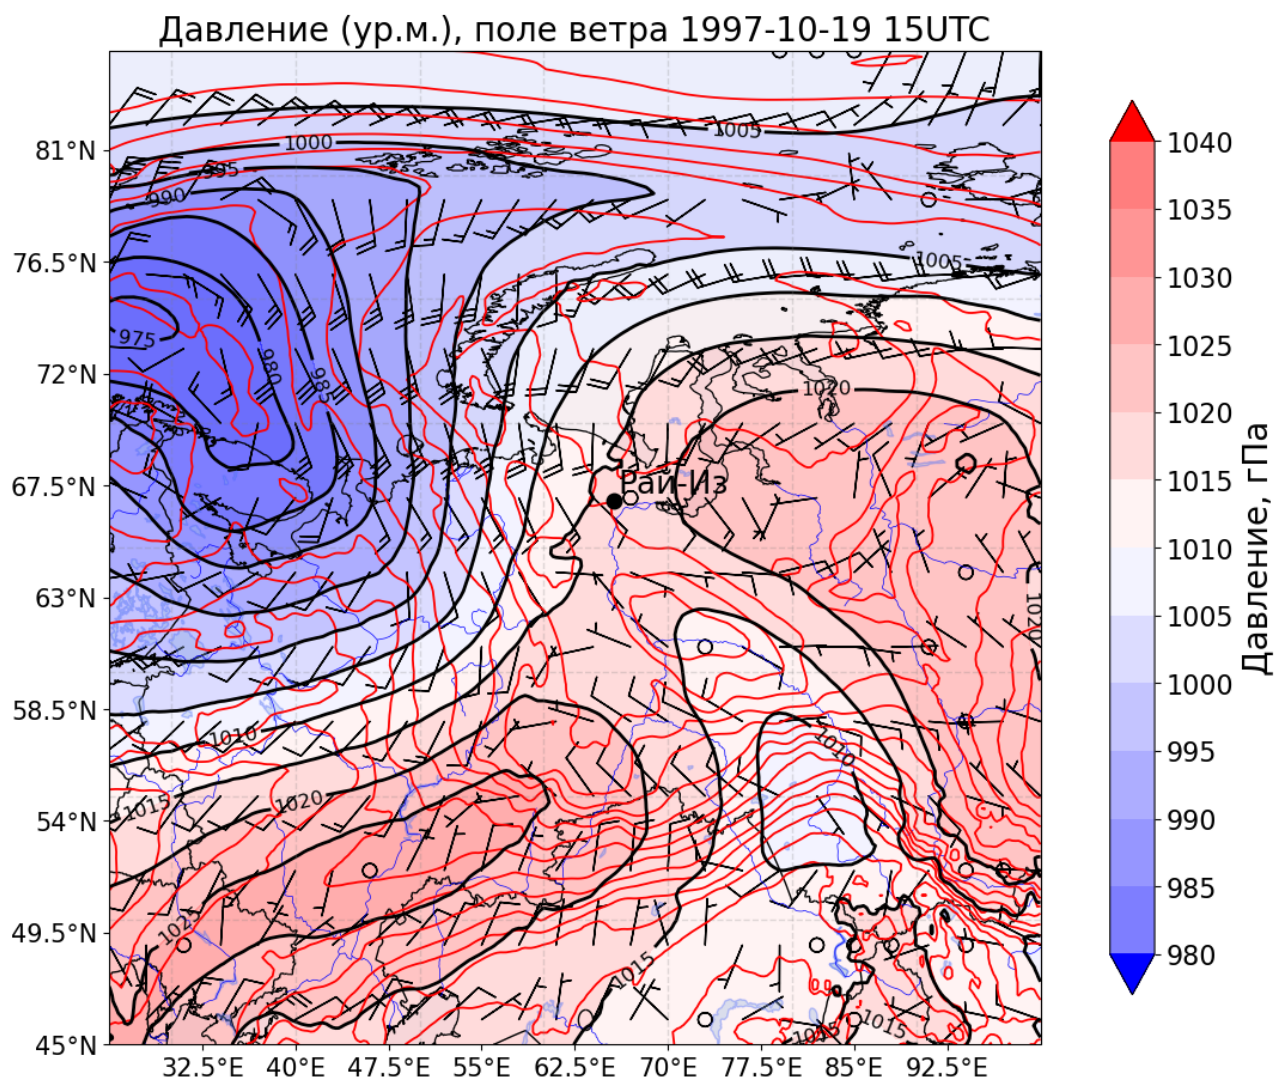 Давление (ур.м.), поле ветра 1997-10-19 15UTC
81°N
76.5°N
72°N
67.5°N
63°N
58.5°N
54°N
49.5°N
45°N
32.5°E
40°E
47.5°E
55°E
62.5°E
70°E
77.5°E
85°E
92.5°E
1005
1000
995
990
1005
975
980
985
1020
Рай-Из
1020
1010
1010
1015
1020
1025
1015
1015
1015
1040
1035
1030
1025
1020
1015
1010
1005
1000
995
990
985
980
Давление, гПа